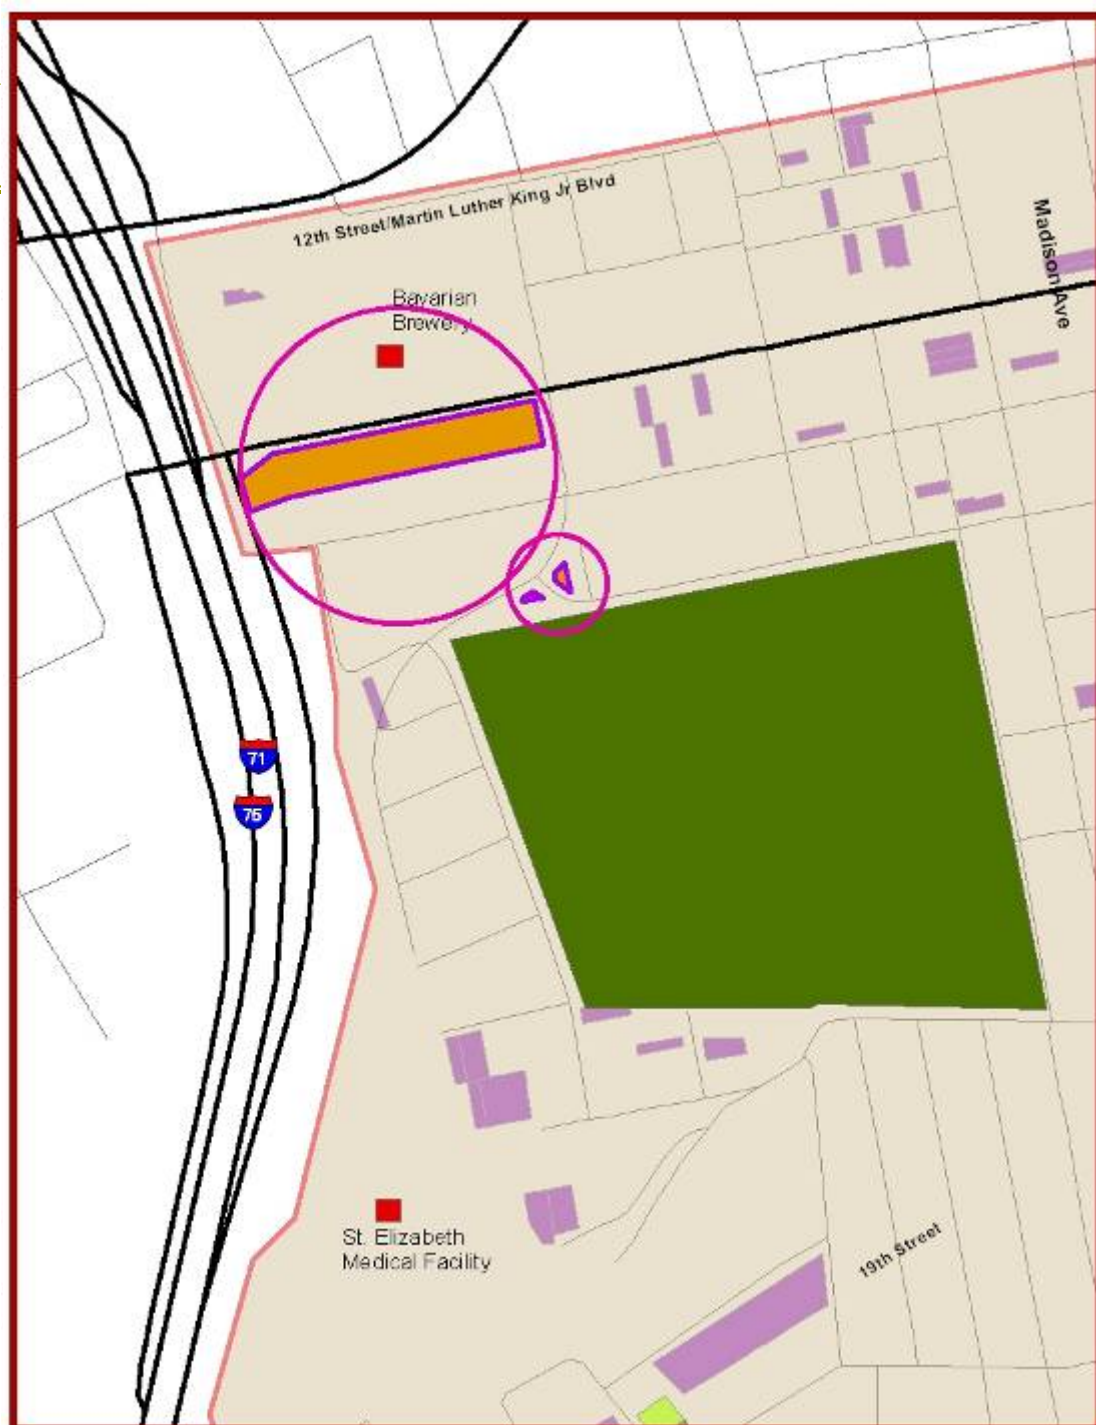 12th Street/Martin Luther King Jr Blvd
Madison Ave
Bavarian
Brewery
71
75
St. Elizabeth
Medical Facility
19th Street